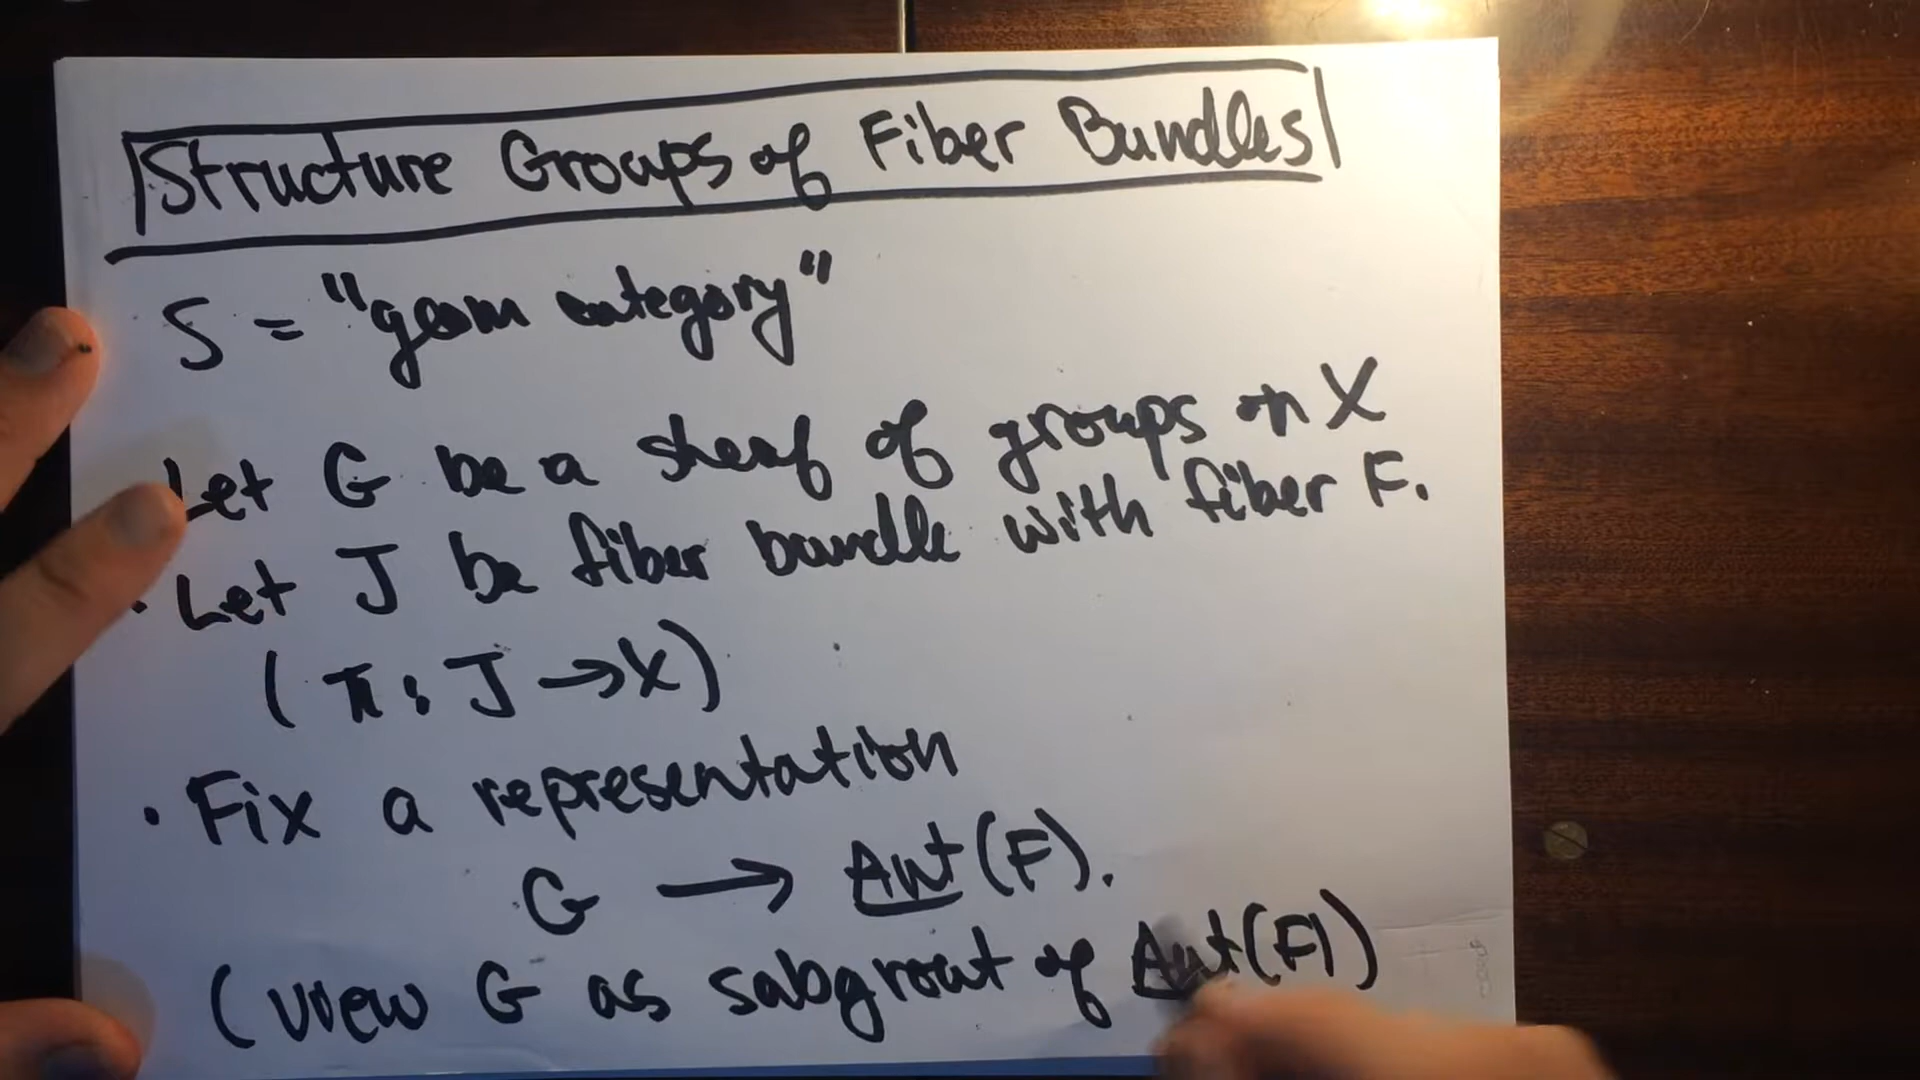 Structure Groups of Fiber Bundles
S = "geom category"
Let G be a sheaf of groups on X
• Let J be fiber bundle with fiber F.
(π: J → X)
• Fix a representation
G → Aut(F).
(view G as subgrout of Aut(F))